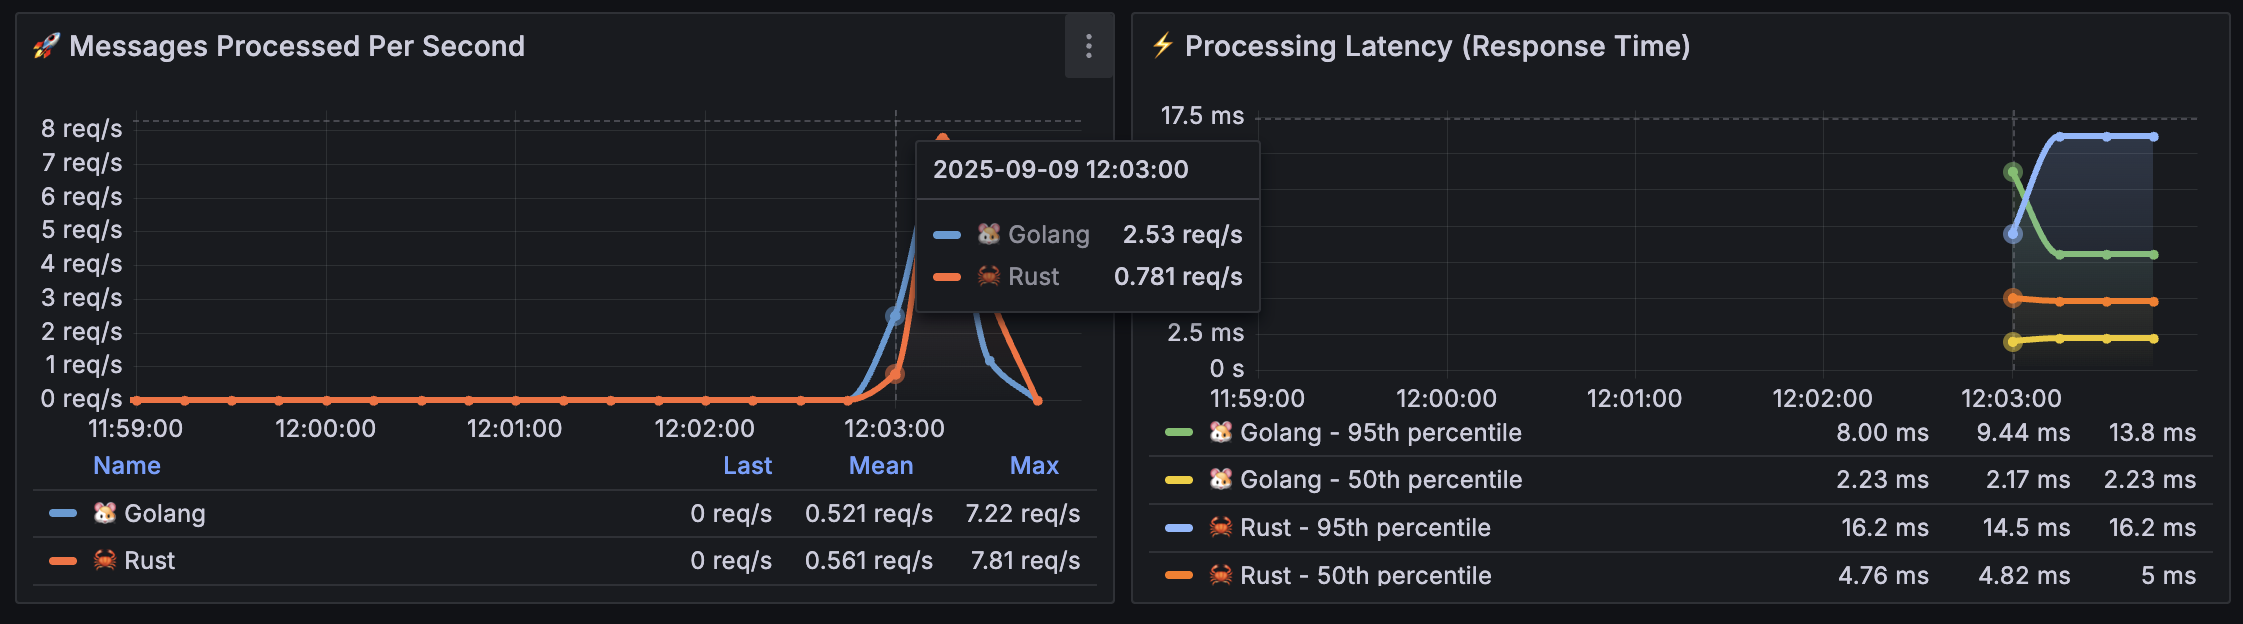 🚀 Messages Processed Per Second
8 req/s
7 req/s
6 req/s
5 req/s
4 req/s
3 req/s
2 req/s
1 req/s
0 req/s
11:59:00 12:00:00 12:01:00 12:02:00 12:03:00
2025-09-09 12:03:00
🐹 Golang 2.53 req/s
🦀 Rust 0.781 req/s
Name Last Mean Max
🐹 Golang 0 req/s 0.521 req/s 7.22 req/s
🦀 Rust 0 req/s 0.561 req/s 7.81 req/s
⚡ Processing Latency (Response Time)
17.5 ms
2.5 ms
0 s
11:59:00 12:00:00 12:01:00 12:02:00 12:03:00
🐹 Golang - 95th percentile 8.00 ms 9.44 ms 13.8 ms
🐹 Golang - 50th percentile 2.23 ms 2.17 ms 2.23 ms
🦀 Rust - 95th percentile 16.2 ms 14.5 ms 16.2 ms
🦀 Rust - 50th percentile 4.76 ms 4.82 ms 5 ms